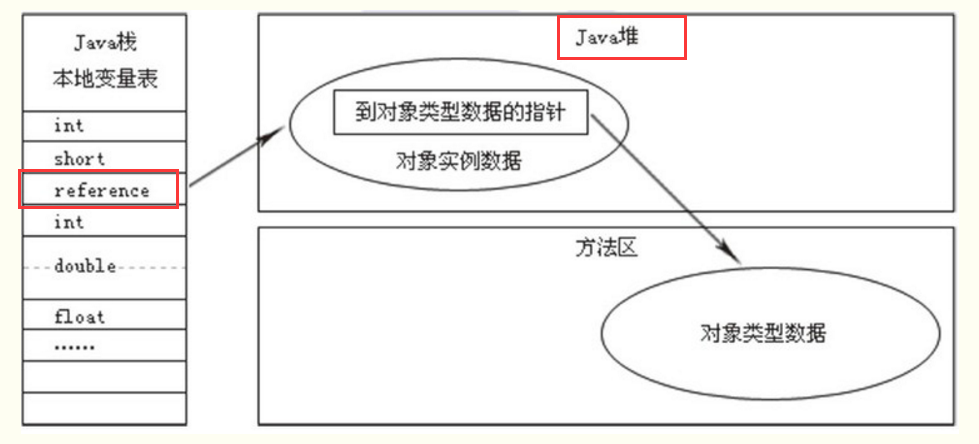 Java栈
本地变量表
int
short
reference
int
double
float
……
Java堆
到对象类型数据的指针
对象实例数据
方法区
对象类型数据